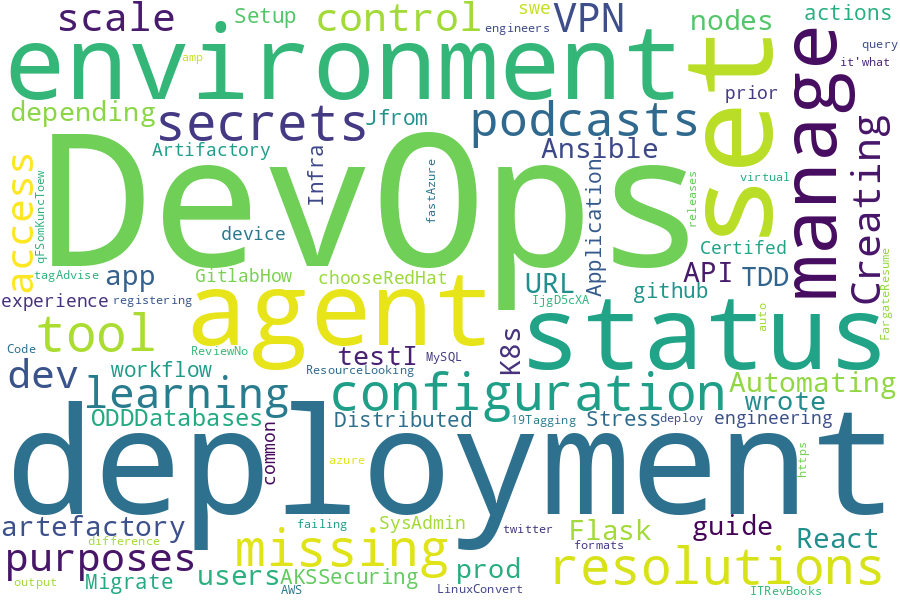 scale
Setup
control
swe
engineers
VPN
nodes
actions
environment
amp
set
manage
query
it'what
prior
depending
secrets
Jfrom
podcasts
Ansible
Creating
Artifactory
Infra
fastAzure
Application
releases
virtual
access
qFSomKuncToew
DevOps
device
Certifed
tagAdvise
app
GitlabHow
chooseRedHat
URL
API
TDD
experience
registering
agent
IjgD5cXA
github
status
auto
FargateResume
tool
Code
ReviewNo
testI
MySQL
K8s
dev
workflow
ResourceLooking
learning
configuration
Automating
wrote
ODDDatabases
Distributed
19Tagging
Stress
deploy
engineering
common
deployment
azure
https
artefactory
difference
failing
SysAdmin
twitter
Flask
formats
guide
React
purposes
missing
resolutions
output
Migrate
users
AKSSecuring
AWS
prod
LinuxConvert
ITRevBooks